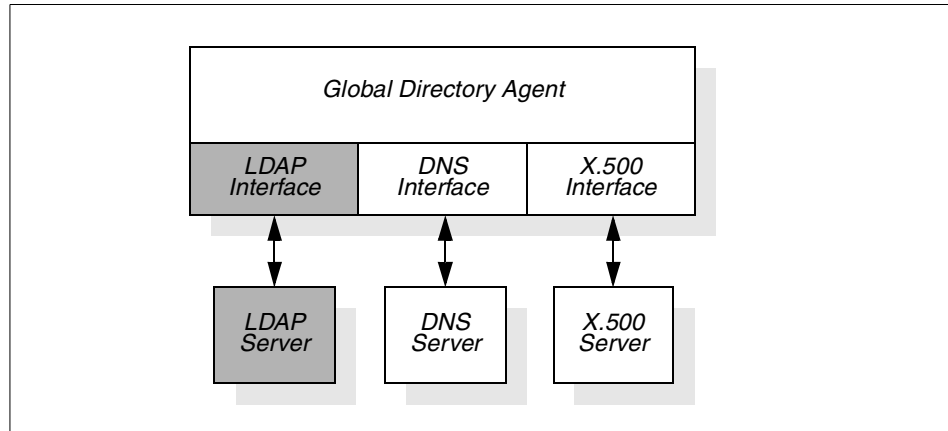 Global Directory Agent
LDAP
Interface
DNS
Interface
X.500
Interface
LDAP
Server
DNS
Server
X.500
Server